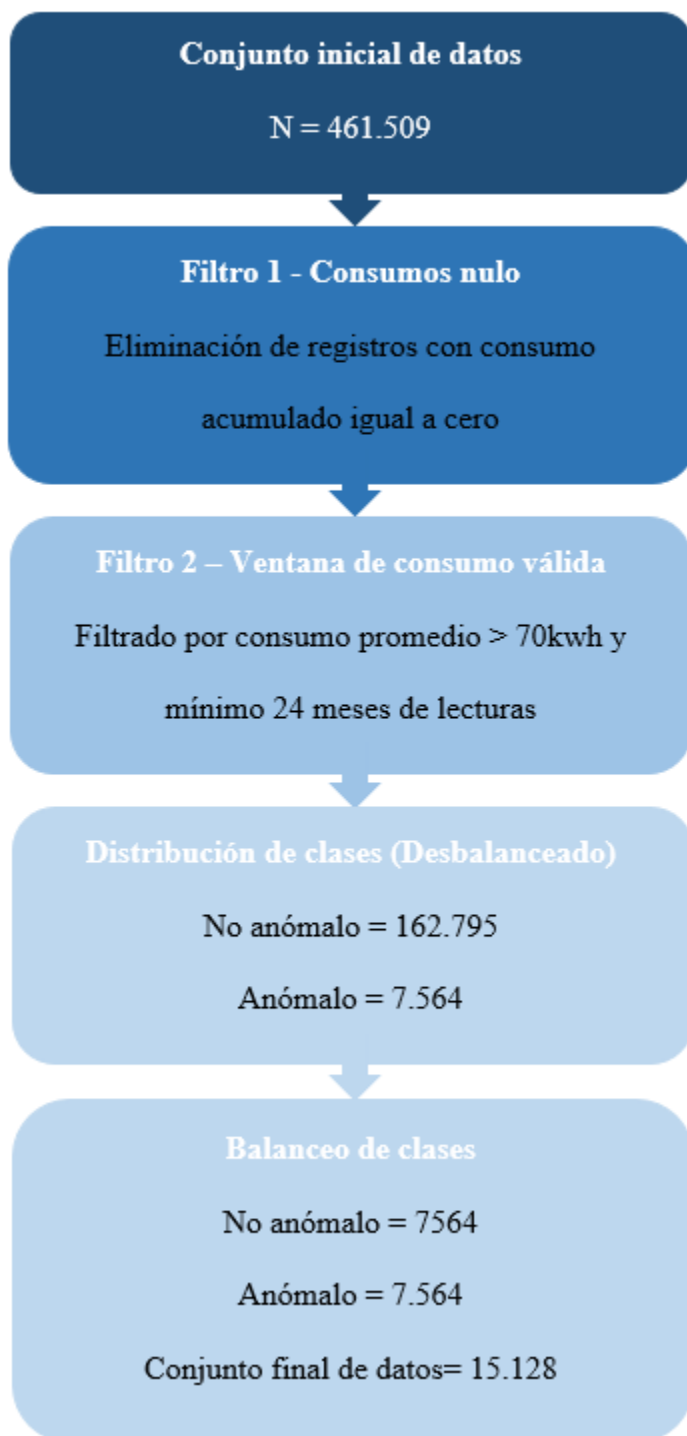 Conjunto inicial de datos
N = 461.509
Filtro 1 - Consumos nulo
Eliminación de registros con consumo
acumulado igual a cero
Filtro 2 – Ventana de consumo válida
Filtrado por consumo promedio > 70kwh y
mínimo 24 meses de lecturas
Distribución de clases (Desbalanceado)
No anómalo = 162.795
Anómalo = 7.564
Balanceo de clases
No anómalo = 7564
Anómalo = 7.564
Conjunto final de datos= 15.128